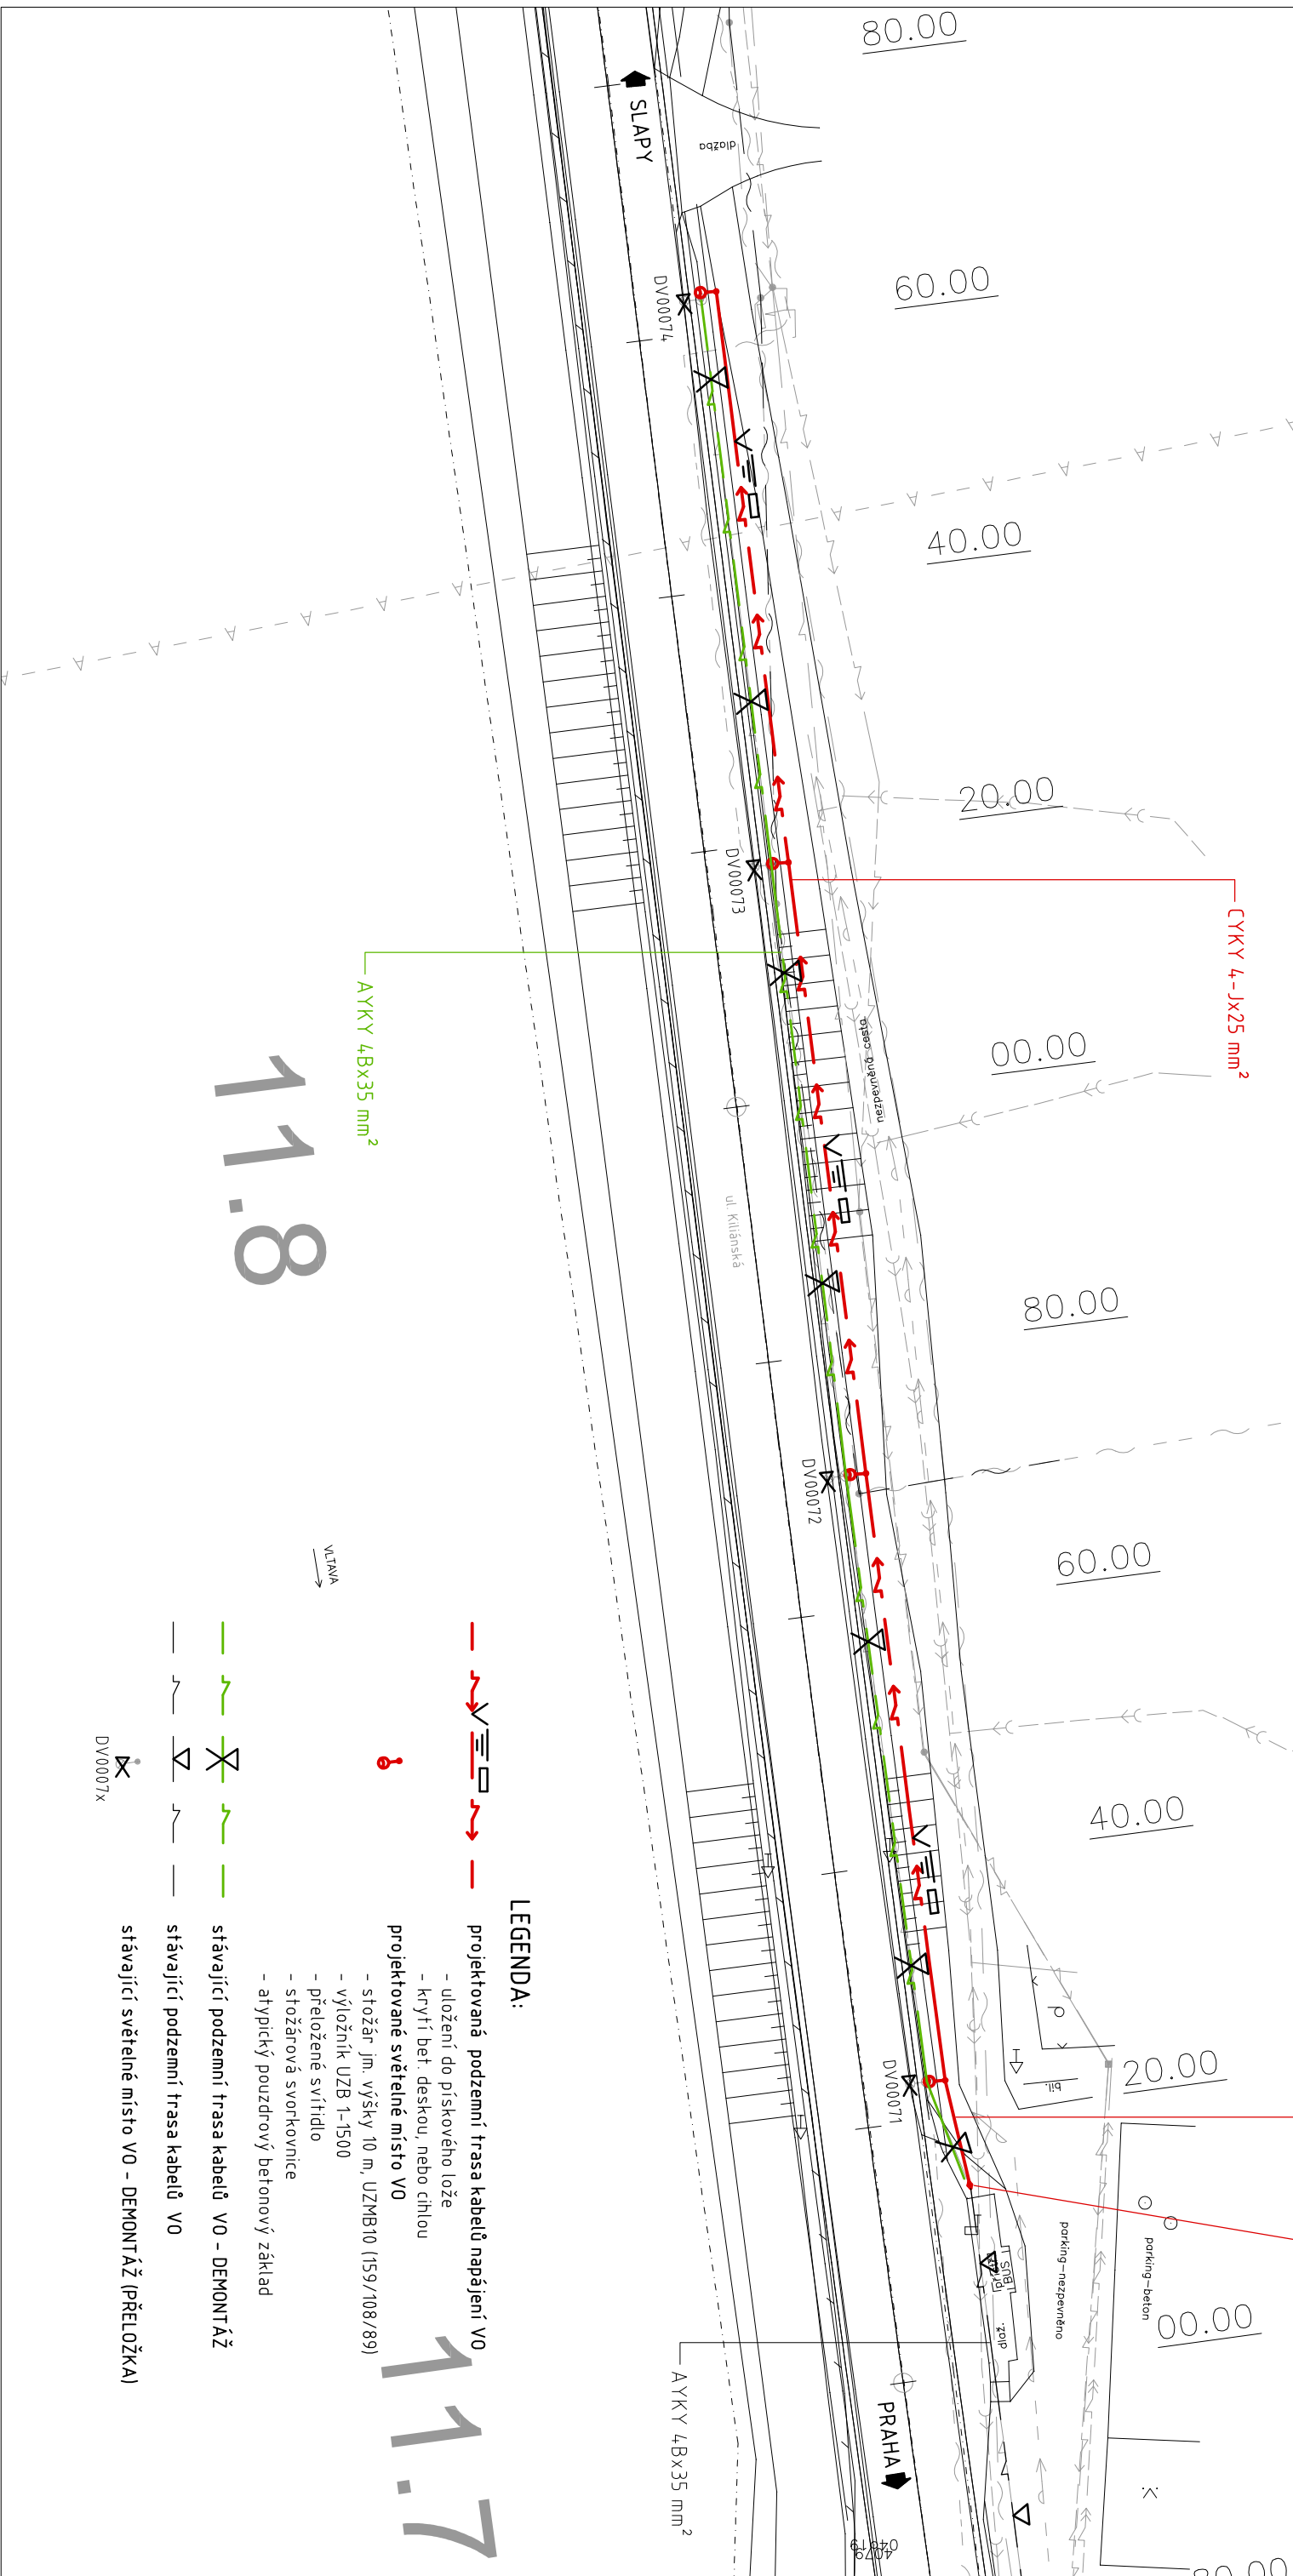 80.00
SLAPY
dlažba
60.00
DV00074
40.00
20.00
DV00073
CYKY 4-Jx25 mm²
AYKY 4Bx35 mm²
00.00
nezpevněná cesta
11.8
ul. Kiliánská
80.00
DV00072
60.00
VLTAVA
40.00
DV00071
20.00
bil.
parking-nezpevněno
parking-beton
BUS
dlaž.
00.00
AYKY 4Bx35 mm²
PRAHA
11.7
LEGENDA:
projektovaná podzemní trasa kabelů napájení VO
- uložení do pískového lože
- krytí bet. deskou, nebo cihlou
projektované světelné místo VO
- stožár jm. výšky 10 m, UZMB10 (159/108/89)
- výložník UZB 1-1500
- přeložené svítidlo
- stožárová svorkovnice
- atypický pouzdrový betonový základ
stávající podzemní trasa kabelů VO - DEMONTÁŽ
stávající podzemní trasa kabelů VO
DV0007x
stávající světelné místo VO - DEMONTÁŽ (PŘELOŽKA)